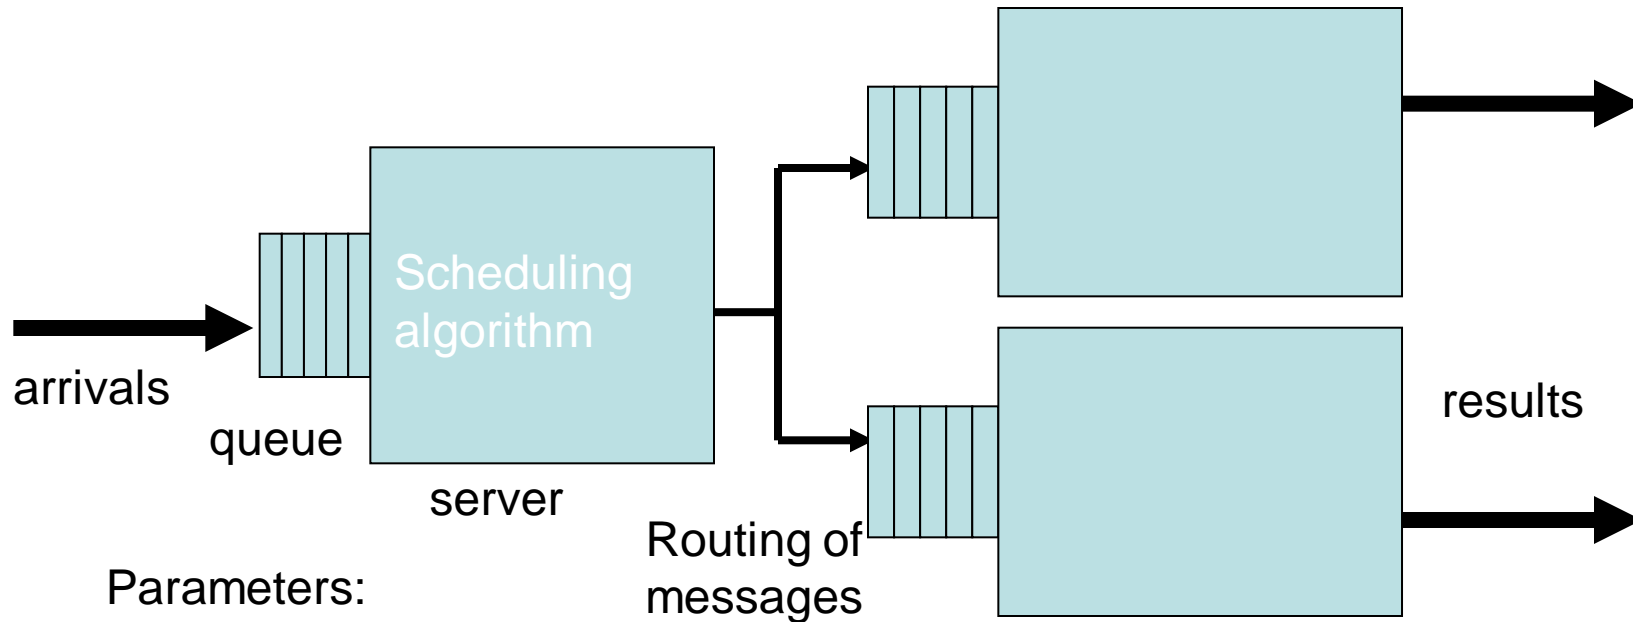 Scheduling
algorithm
arrivals
results
queue
server
Routing of
messages
Parameters: